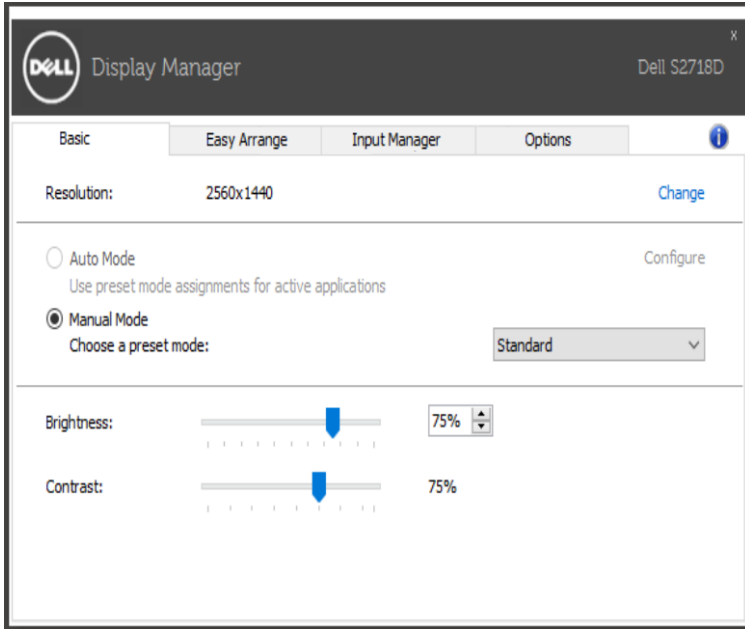 DELL Display Manager
x
Dell S2718D
Basic Easy Arrange Input Manager Options
Resolution: 2560x1440 Change
Auto Mode Configure
Use preset mode assignments for active applications
Manual Mode
Choose a preset mode: Standard
Brightness: 75%
Contrast: 75%